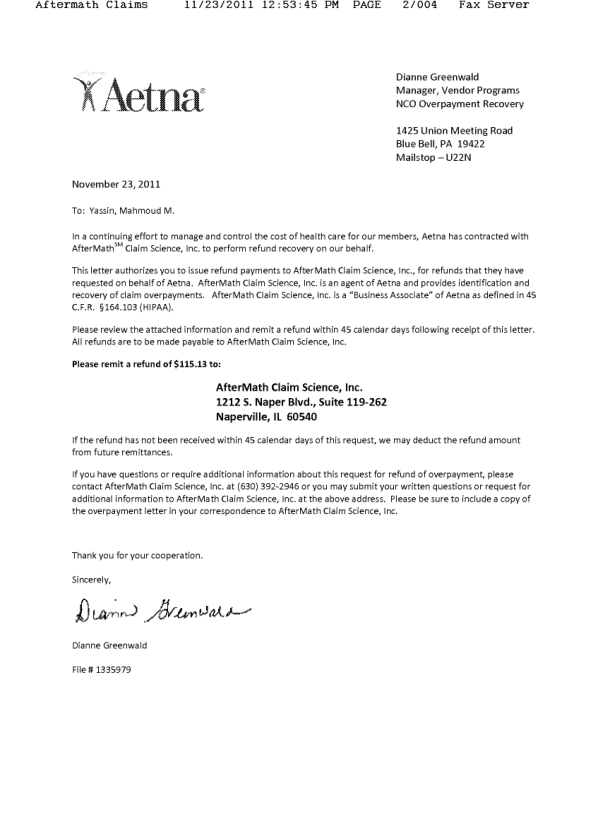 Aftermath Claims 11/23/2011 12:53:45 PM PAGE 2/004 Fax Server
Aetna®
Dianne Greenwald
Manager, Vendor Programs
NCO Overpayment Recovery
1425 Union Meeting Road
Blue Bell, PA 19422
Mailstop – U22N
November 23, 2011
To: Yassin, Mahmoud M.
In a continuing effort to manage and control the cost of health care for our members, Aetna has contracted with
AfterMath℠ Claim Science, Inc. to perform refund recovery on our behalf.
This letter authorizes you to issue refund payments to AfterMath Claim Science, Inc., for refunds that they have
requested on behalf of Aetna. AfterMath Claim Science, Inc. is an agent of Aetna and provides identification and
recovery of claim overpayments. AfterMath Claim Science, Inc. is a “Business Associate” of Aetna as defined in 45
C.F.R. §164.103 (HIPAA).
Please review the attached information and remit a refund within 45 calendar days following receipt of this letter.
All refunds are to be made payable to AfterMath Claim Science, Inc.
Please remit a refund of $115.13 to:
AfterMath Claim Science, Inc.
1212 S. Naper Blvd., Suite 119-262
Naperville, IL 60540
If the refund has not been received within 45 calendar days of this request, we may deduct the refund amount
from future remittances.
If you have questions or require additional information about this request for refund of overpayment, please
contact AfterMath Claim Science, Inc. at (630) 392-2946 or you may submit your written questions or request for
additional information to AfterMath Claim Science, Inc. at the above address. Please be sure to include a copy of
the overpayment letter in your correspondence to AfterMath Claim Science, Inc.
Thank you for your cooperation.
Sincerely,
Dianne Greenwald
Dianne Greenwald
File # 1335979